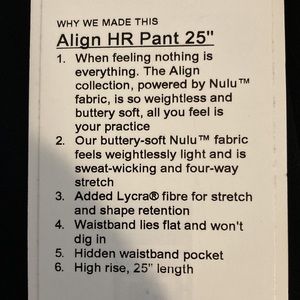 WHY WE MADE THIS
Align HR Pant 25"
1. When feeling nothing is
everything. The Align
collection, powered by Nulu™
fabric, is so weightless and
buttery soft, all you feel is
your practice
2. Our buttery-soft Nulu™ fabric
feels weightlessly light and is
sweat-wicking and four-way
stretch
3. Added Lycra® fibre for stretch
and shape retention
4. Waistband lies flat and won't
dig in
5. Hidden waistband pocket
6. High rise, 25" length